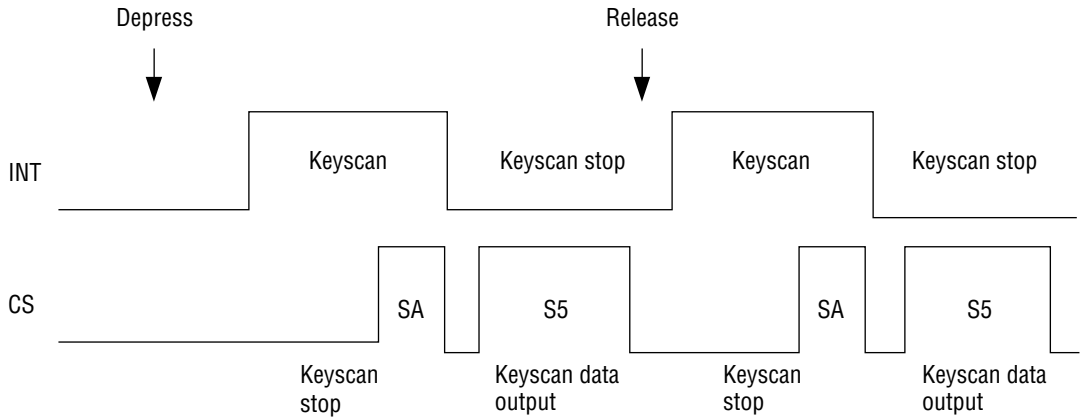 Depress
Release
INT
Keyscan
Keyscan stop
Keyscan
Keyscan stop
CS
SA
S5
SA
S5
Keyscan
stop
Keyscan data
output
Keyscan
stop
Keyscan data
output